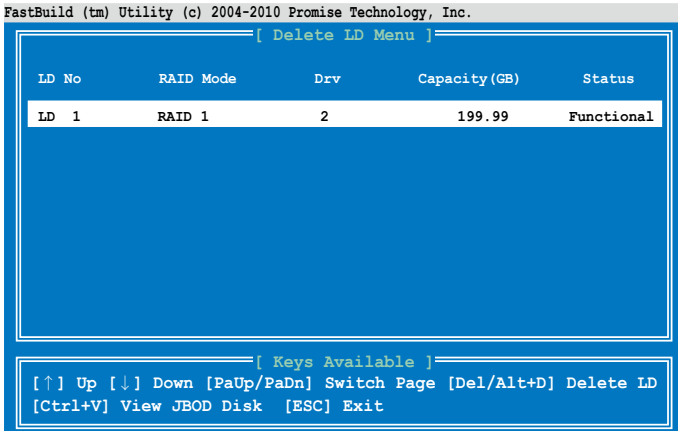 FastBuild (tm) Utility (c) 2004-2010 Promise Technology, Inc.
[ Delete LD Menu ]
LD No RAID Mode Drv Capacity(GB) Status
LD 1 RAID 1 2 199.99 Functional
[ Keys Available ]
[↑] Up [↓] Down [PaUp/PaDn] Switch Page [Del/Alt+D] Delete LD
[Ctrl+V] View JBOD Disk [ESC] Exit